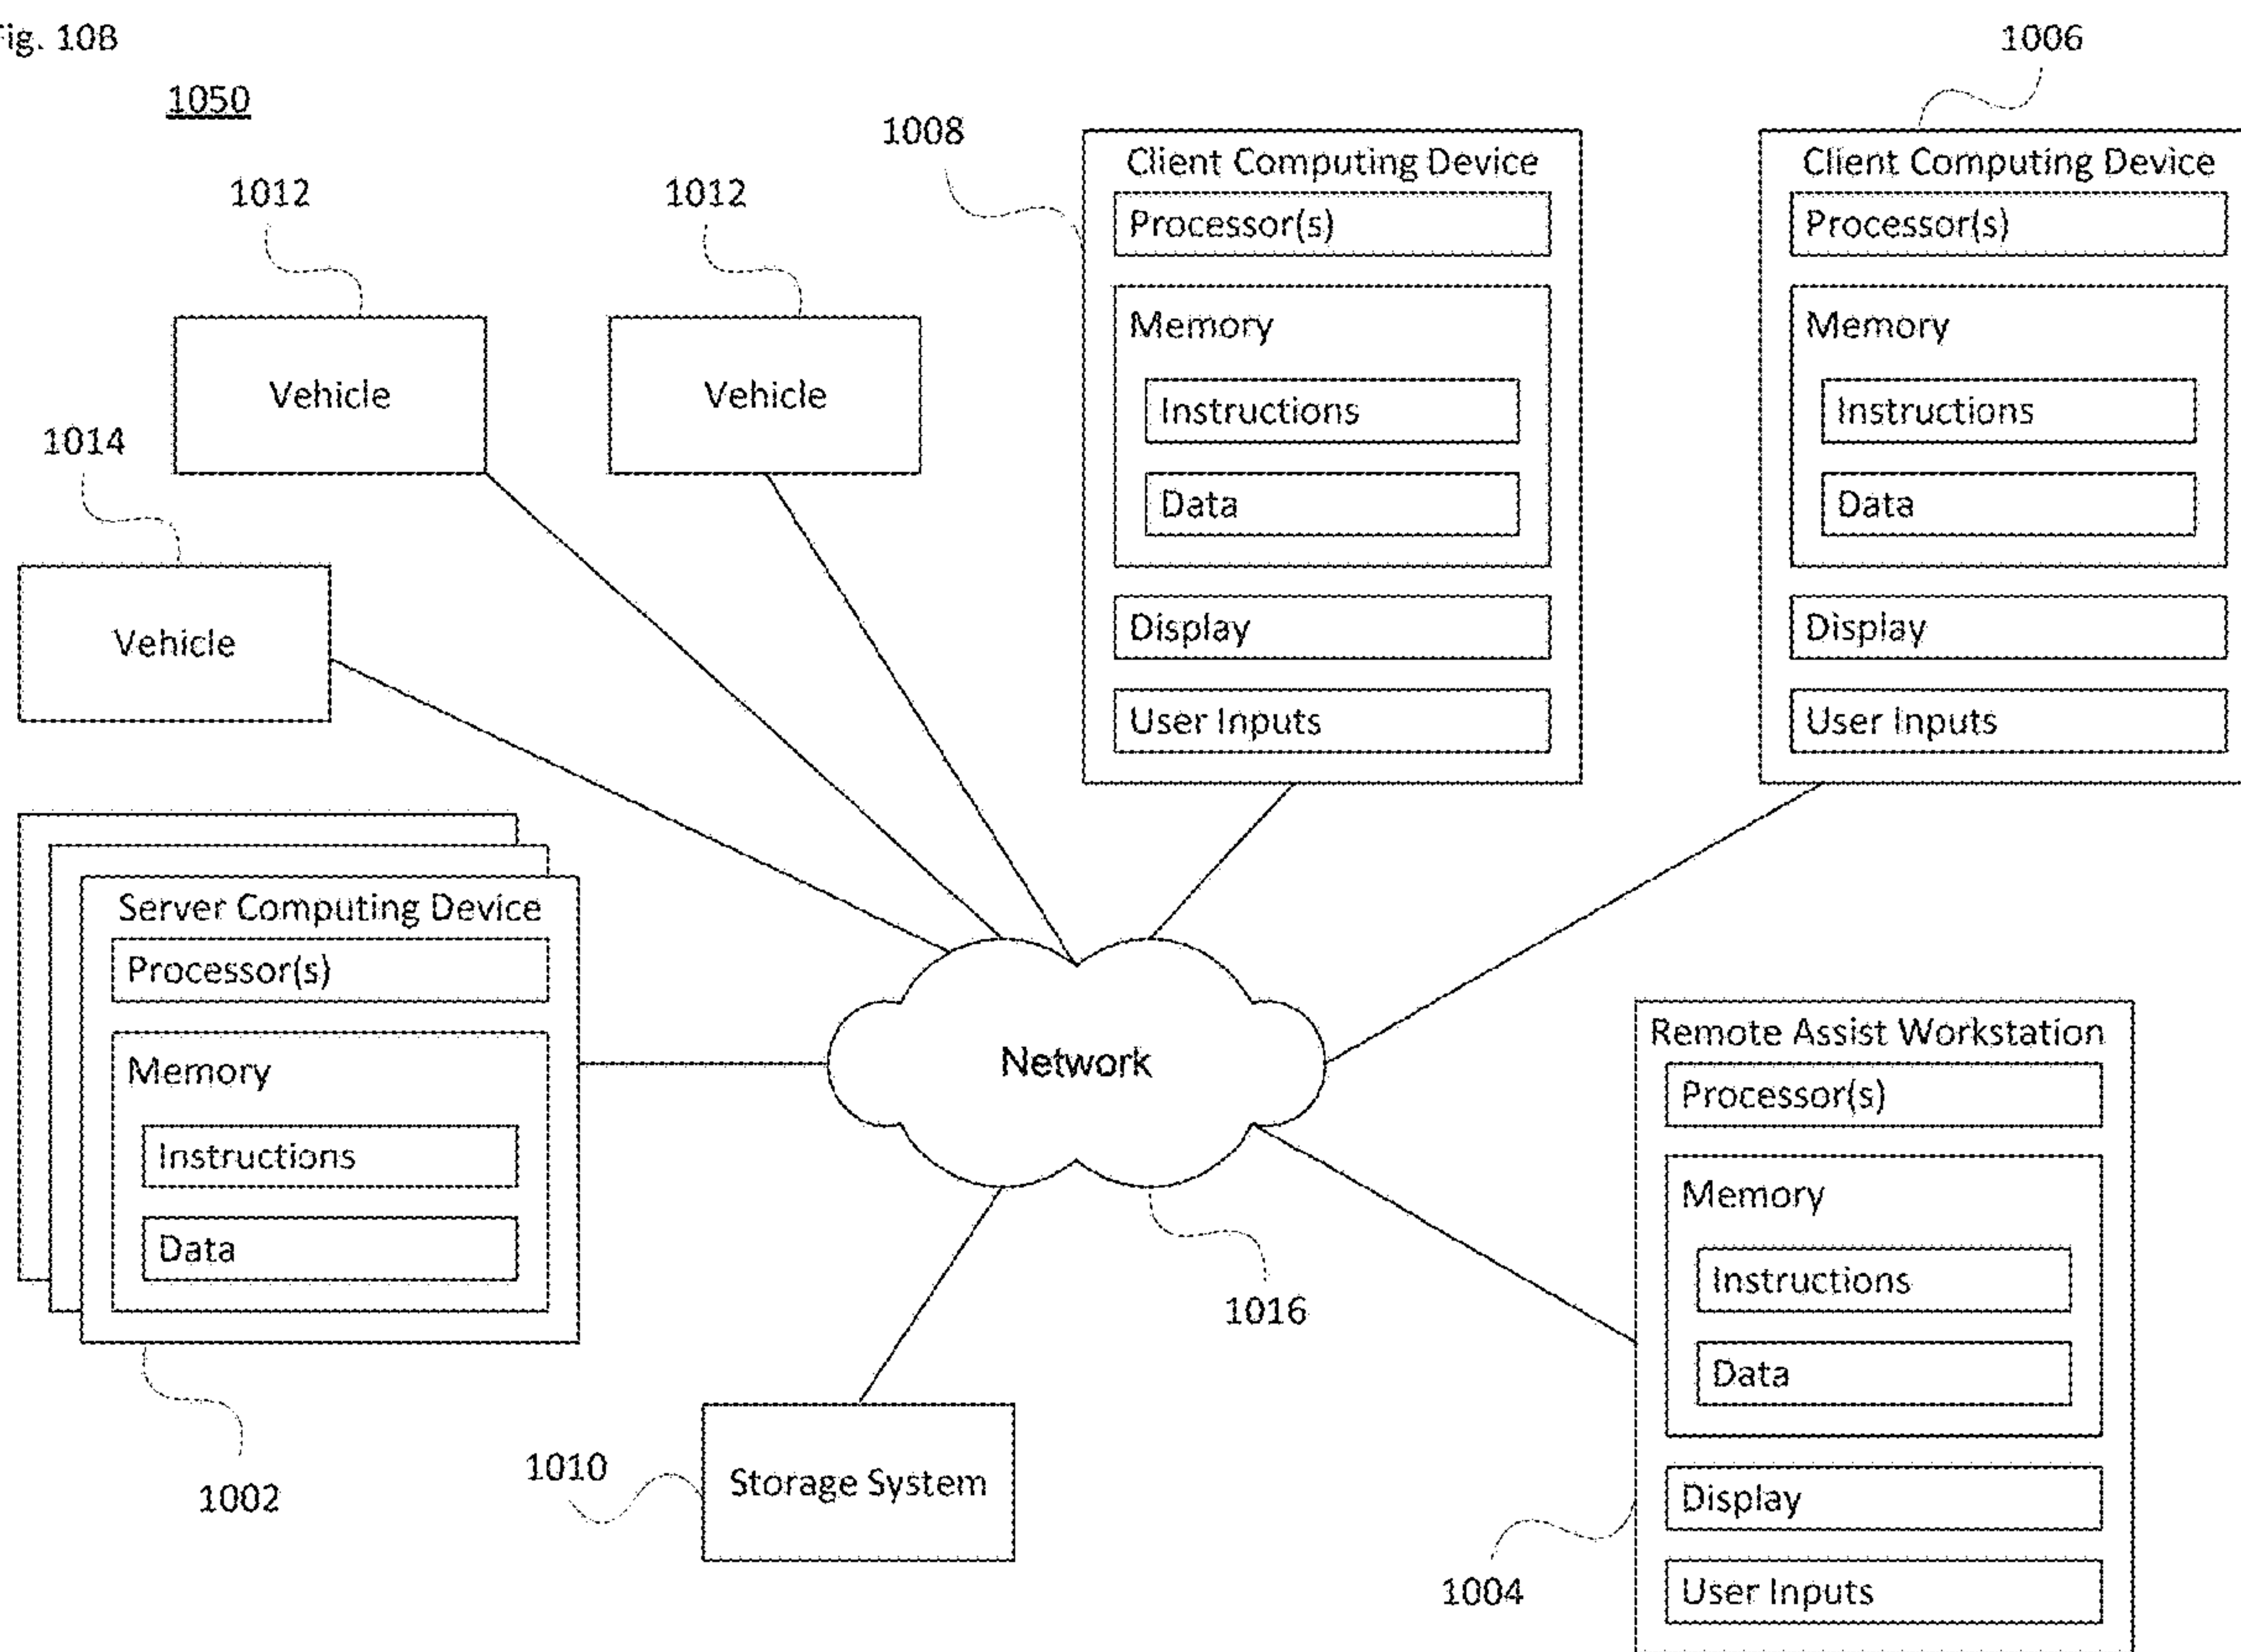 Fig. 10B
1050
1006
1008
1012
1012
1014
Client Computing Device
Processor(s)
Memory
Instructions
Data
Display
User Inputs
Client Computing Device
Processor(s)
Memory
Instructions
Data
Display
User Inputs
Vehicle
Vehicle
Vehicle
Server Computing Device
Processor(s)
Memory
Instructions
Data
1002
Network
1016
Storage System
1010
Remote Assist Workstation
Processor(s)
Memory
Instructions
Data
Display
User Inputs
1004